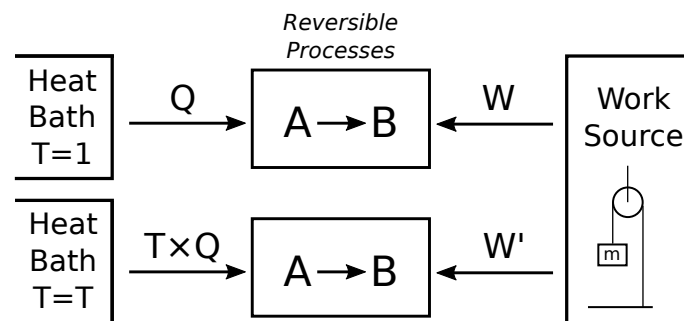 Reversible
Processes
Heat
Bath
T=1
Q
A → B
W
Work
Source
m
Heat
Bath
T=T
T×Q
A → B
W'